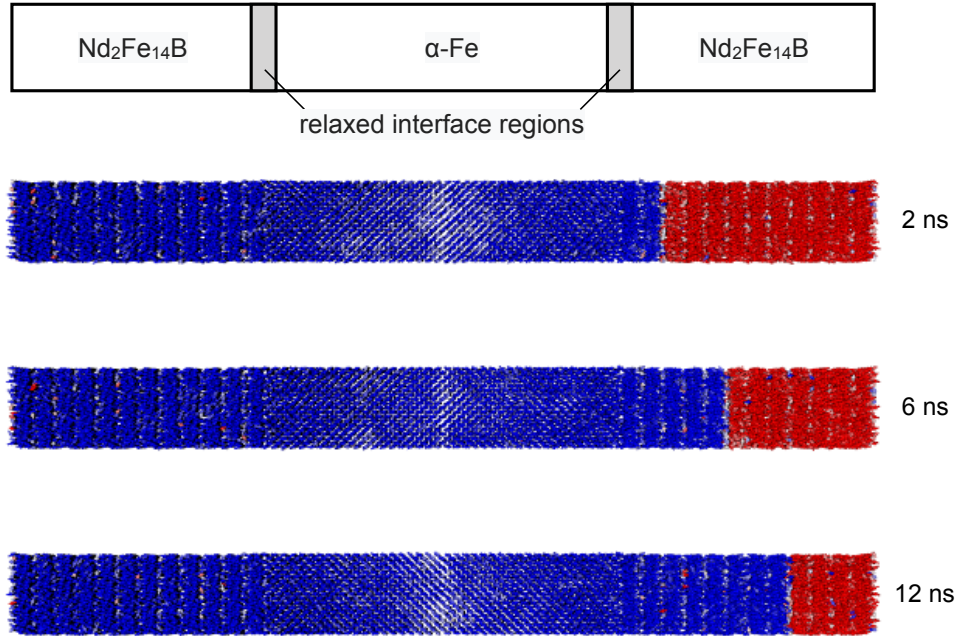 Nd₂Fe₁₄B α-Fe Nd₂Fe₁₄B
relaxed interface regions
2 ns
6 ns
12 ns